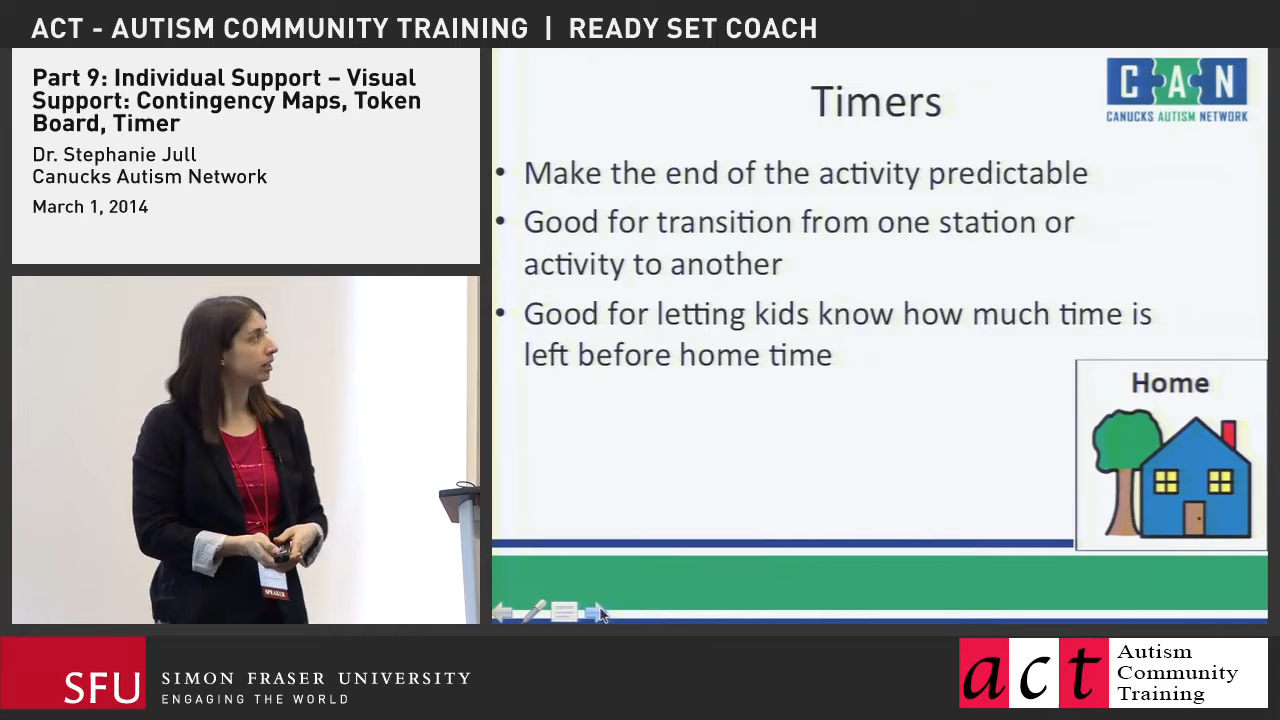 ACT - AUTISM COMMUNITY TRAINING | READY SET COACH
Part 9: Individual Support – Visual
Support: Contingency Maps, Token
Board, Timer
Dr. Stephanie Jull
Canucks Autism Network
March 1, 2014
SPEAKER
Timers
CAN
CANUCKS AUTISM NETWORK
• Make the end of the activity predictable
• Good for transition from one station or
activity to another
• Good for letting kids know how much time is
left before home time
Home
SFU
SIMON FRASER UNIVERSITY
ENGAGING THE WORLD
act
Autism
Community
Training